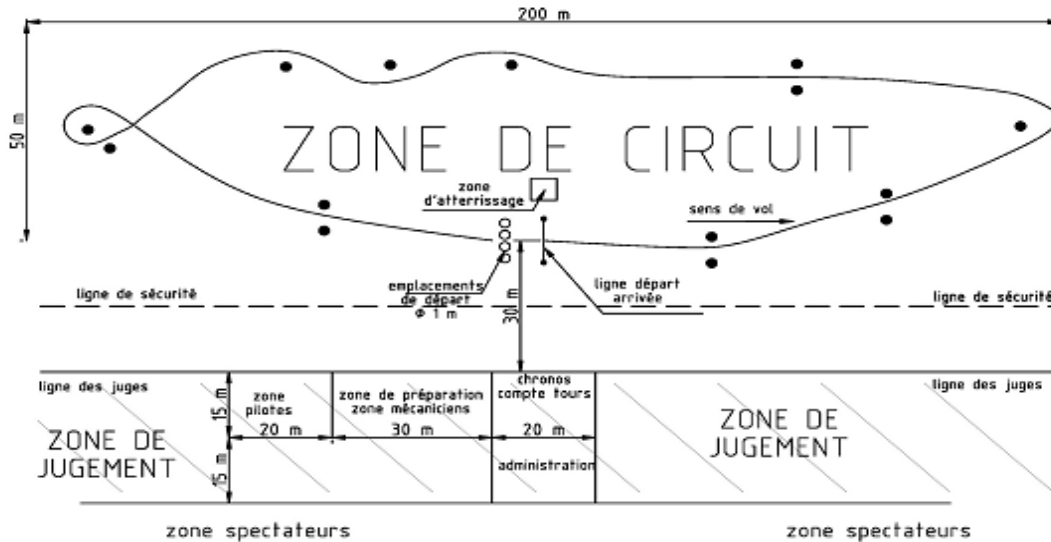 200 m
50 m
ZONE DE CIRCUIT
zone
d'atterrissage
sens de vol
emplacements
de départ
Φ 1 m
30 m
ligne départ
arrivée
ligne de sécurité
ligne de sécurité
ligne des juges
ligne des juges
15 m
zone
pilotes
20 m
zone de préparation
zone mécaniciens
30 m
chronos
compte tours
20 m
ZONE DE
JUGEMENT
ZONE DE
JUGEMENT
15 m
administration
zone spectateurs
zone spectateurs